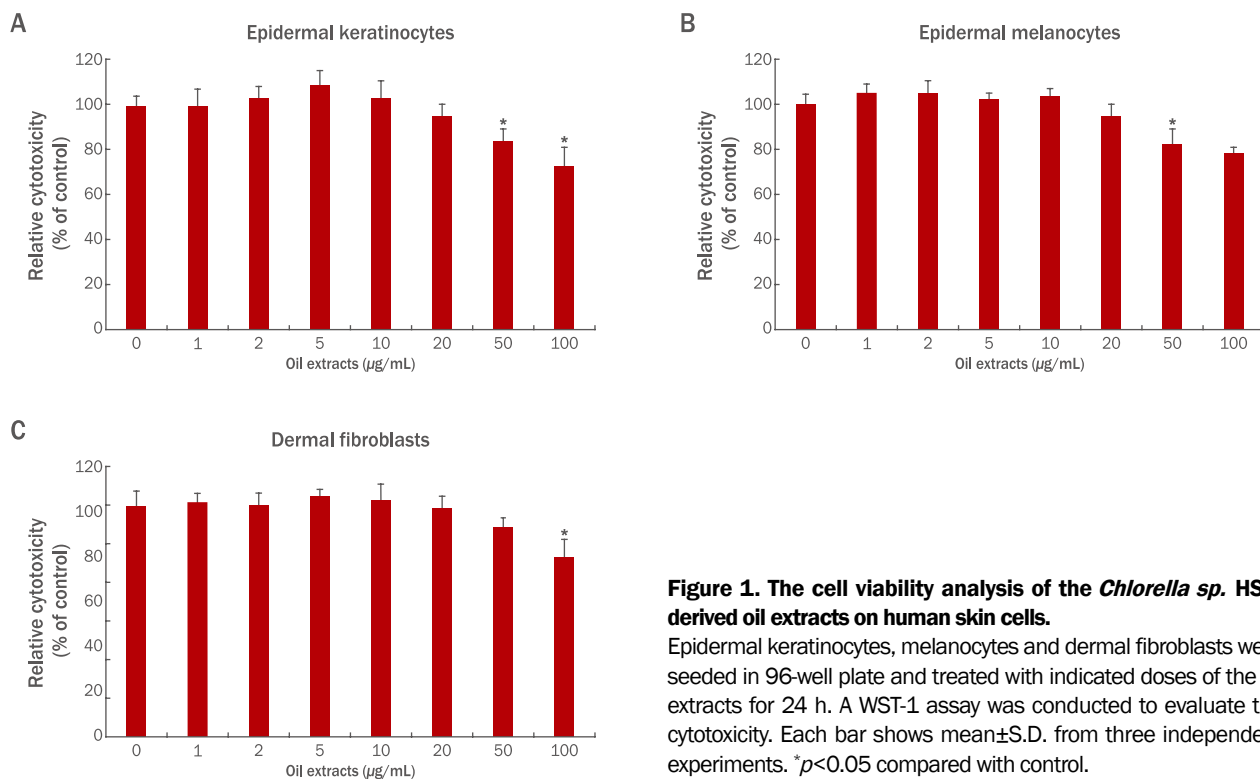 A
Epidermal keratinocytes
Relative cytotoxicity
(% of control)
120
100
80
60
40
20
0
* *
0 1 2 5 10 20 50 100
Oil extracts (µg/mL)
B
Epidermal melanocytes
Relative cytotoxicity
(% of control)
120
100
80
60
40
20
0
*
0 1 2 5 10 20 50 100
Oil extracts (µg/mL)
C
Dermal fibroblasts
Relative cytotoxicity
(% of control)
120
100
80
60
40
20
0
*
0 1 2 5 10 20 50 100
Oil extracts (µg/mL)
Figure 1. The cell viability analysis of the Chlorella sp. HS
derived oil extracts on human skin cells.
Epidermal keratinocytes, melanocytes and dermal fibroblasts we
seeded in 96-well plate and treated with indicated doses of the
extracts for 24 h. A WST-1 assay was conducted to evaluate t
cytotoxicity. Each bar shows mean±S.D. from three independe
experiments. *p<0.05 compared with control.